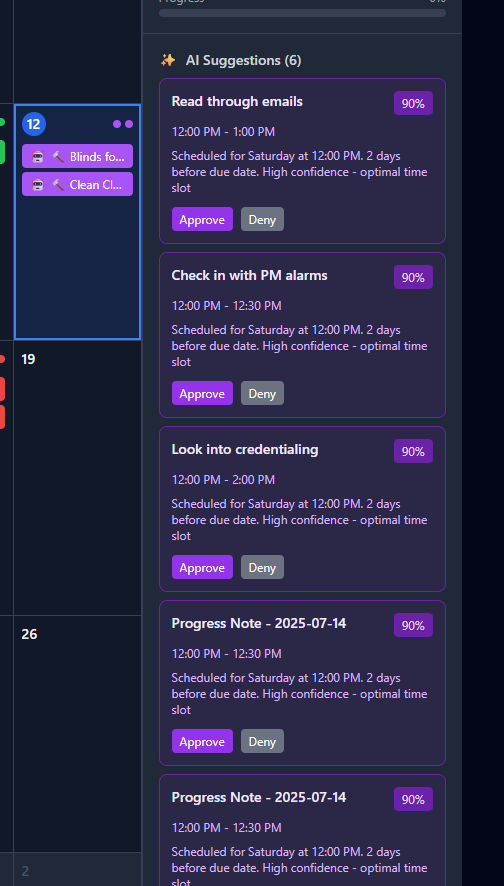 Progress
0%
12
Blinds fo...
Clean Cl...
19
26
2
AI Suggestions (6)
Read through emails
90%
12:00 PM - 1:00 PM
Scheduled for Saturday at 12:00 PM. 2 days
before due date. High confidence - optimal time
slot
Approve
Deny
Check in with PM alarms
90%
12:00 PM - 12:30 PM
Scheduled for Saturday at 12:00 PM. 2 days
before due date. High confidence - optimal time
slot
Approve
Deny
Look into credentialing
90%
12:00 PM - 2:00 PM
Scheduled for Saturday at 12:00 PM. 2 days
before due date. High confidence - optimal time
slot
Approve
Deny
Progress Note - 2025-07-14
90%
12:00 PM - 12:30 PM
Scheduled for Saturday at 12:00 PM. 2 days
before due date. High confidence - optimal time
slot
Approve
Deny
Progress Note - 2025-07-14
90%
12:00 PM - 12:30 PM
Scheduled for Saturday at 12:00 PM. 2 days
before due date. High confidence - optimal time
slot